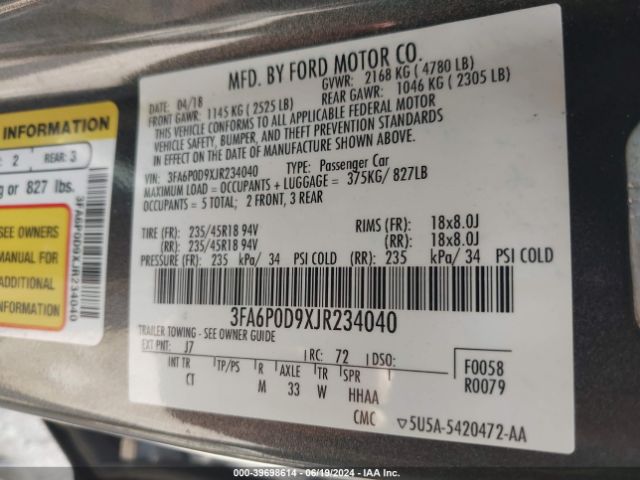 MFD. BY FORD MOTOR CO.
DATE: 04/18
GVWR: 2168 KG ( 4780 LB)
FRONT GAWR: 1145 KG ( 2525 LB)
REAR GAWR: 1046 KG ( 2305 LB)
THIS VEHICLE CONFORMS TO ALL APPLICABLE FEDERAL MOTOR
VEHICLE SAFETY, BUMPER, AND THEFT PREVENTION STANDARDS
IN EFFECT ON THE DATE OF MANUFACTURE SHOWN ABOVE.
VIN: 3FA6P0D9XJR234040
TYPE: Passenger Car
MAXIMUM LOAD = OCCUPANTS + LUGGAGE = 375KG/ 827LB
OCCUPANTS = 5 TOTAL; 2 FRONT, 3 REAR
TIRE (FR): 235/45R18 94V RIMS (FR): 18x8.0J
(RR): 235/45R18 94V (RR): 18x8.0J
PRESSURE (FR): 235 kPa/ 34 PSI COLD (RR): 235 kPa/ 34 PSI COLD
3FA6P0D9XJR234040
TRAILER TOWING - SEE OWNER GUIDE
EXT PNT: J7 RC: 72 DSO:
INT TR TP/PS R AXLE TR SPR
CT M 33 W HHAA
CMC
F0058
R0079
5U5A-5420472-AA
INFORMATION
: 2 REAR: 3
g or 827 lbs.
SEE OWNERS
MANUAL FOR
ADDITIONAL
INFORMATION
3FA6P0D9XJR234040
000-39698614 - 06/19/2024 - IAA Inc.